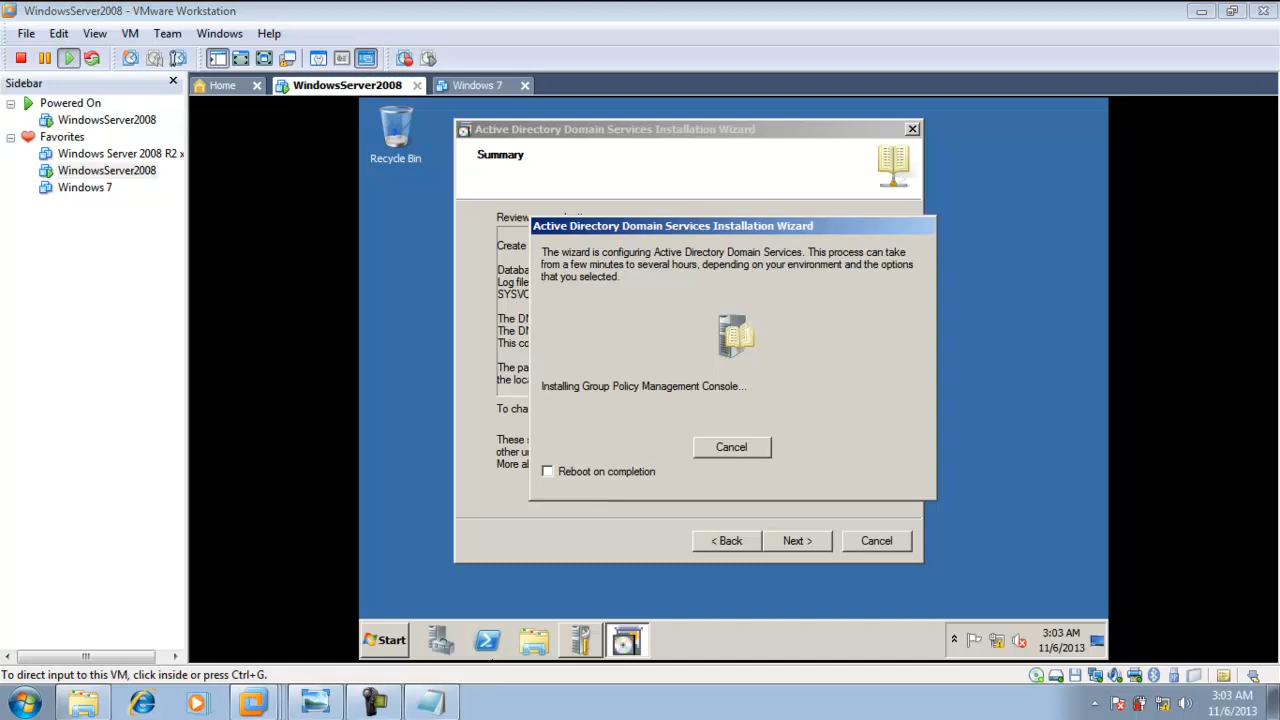 WindowsServer2008 - VMware Workstation
File Edit View VM Team Windows Help
Sidebar
Home WindowsServer2008 Windows 7
Powered On
WindowsServer2008
Favorites
Windows Server 2008 R2 x
WindowsServer2008
Windows 7
Recycle Bin
Active Directory Domain Services Installation Wizard
Summary
Review
Create
Databa
Log file
SYSVO
The DN
The DN
This co
The pa
the loca
To cha
These s
other u
More al
Active Directory Domain Services Installation Wizard
The wizard is configuring Active Directory Domain Services. This process can take
from a few minutes to several hours, depending on your environment and the options
that you selected.
Installing Group Policy Management Console...
Cancel
Reboot on completion
< Back Next > Cancel
Start
3:03 AM
11/6/2013
To direct input to this VM, click inside or press Ctrl+G.
3:03 AM
11/6/2013